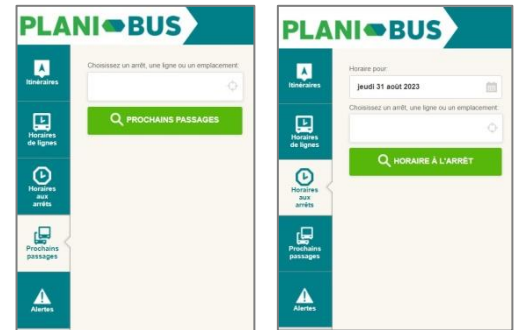 PLANI BUS
Itinéraires
Horaires
de lignes
Horaires
aux
arrêts
Prochains
passages
Alertes
Choisissez un arrêt, une ligne ou un emplacement:
PROCHAINS PASSAGES
PLANI BUS
Itinéraires
Horaires
de lignes
Horaires
aux
arrêts
Prochains
passages
Alertes
Horaire pour:
jeudi 31 août 2023
Choisissez un arrêt, une ligne ou un emplacement:
HORAIRE À L'ARRÊT